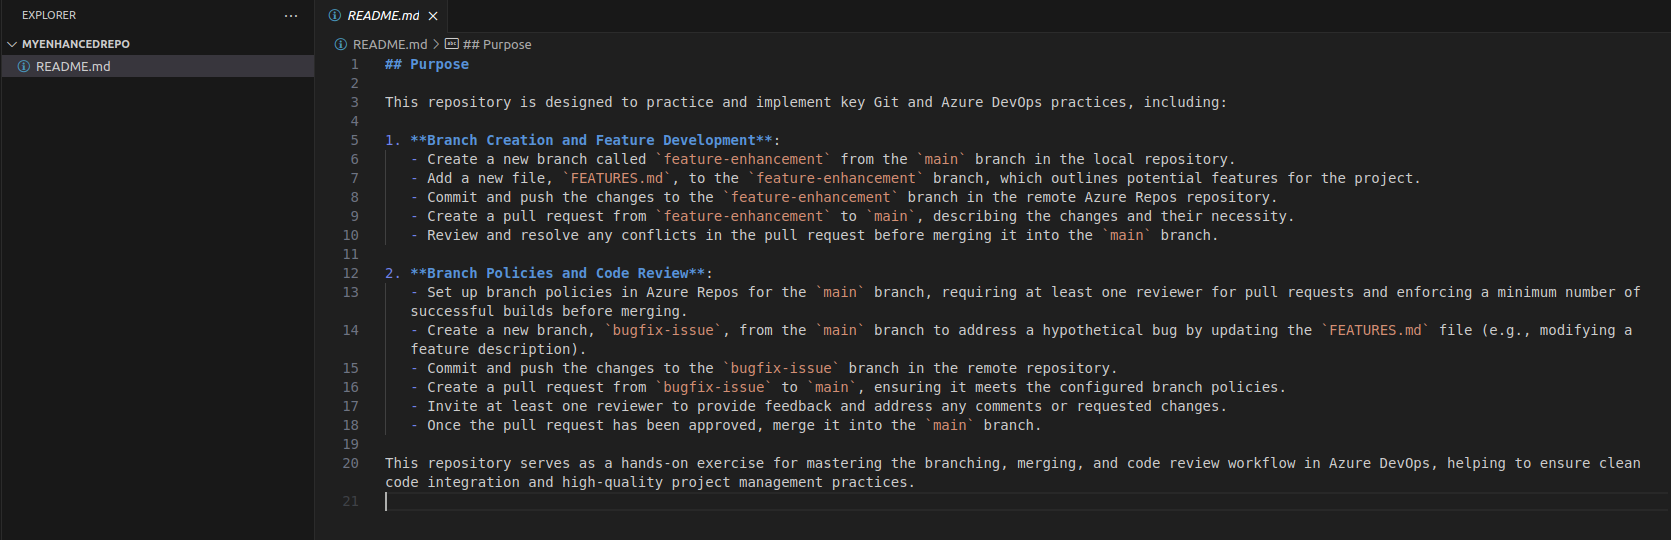 EXPLORER
···
README.md
MYENHANCEDREPO
README.md
README.md > ## Purpose
1 ## Purpose
2
3 This repository is designed to practice and implement key Git and Azure DevOps practices, including:
4
5 1. **Branch Creation and Feature Development**:
6 - Create a new branch called `feature-enhancement` from the `main` branch in the local repository.
7 - Add a new file, `FEATURES.md`, to the `feature-enhancement` branch, which outlines potential features for the project.
8 - Commit and push the changes to the `feature-enhancement` branch in the remote Azure Repos repository.
9 - Create a pull request from `feature-enhancement` to `main`, describing the changes and their necessity.
10 - Review and resolve any conflicts in the pull request before merging it into the `main` branch.
11
12 2. **Branch Policies and Code Review**:
13 - Set up branch policies in Azure Repos for the `main` branch, requiring at least one reviewer for pull requests and enforcing a minimum number of
successful builds before merging.
14 - Create a new branch, `bugfix-issue`, from the `main` branch to address a hypothetical bug by updating the `FEATURES.md` file (e.g., modifying a
feature description).
15 - Commit and push the changes to the `bugfix-issue` branch in the remote repository.
16 - Create a pull request from `bugfix-issue` to `main`, ensuring it meets the configured branch policies.
17 - Invite at least one reviewer to provide feedback and address any comments or requested changes.
18 - Once the pull request has been approved, merge it into the `main` branch.
19
20 This repository serves as a hands-on exercise for mastering the branching, merging, and code review workflow in Azure DevOps, helping to ensure clean
code integration and high-quality project management practices.
21